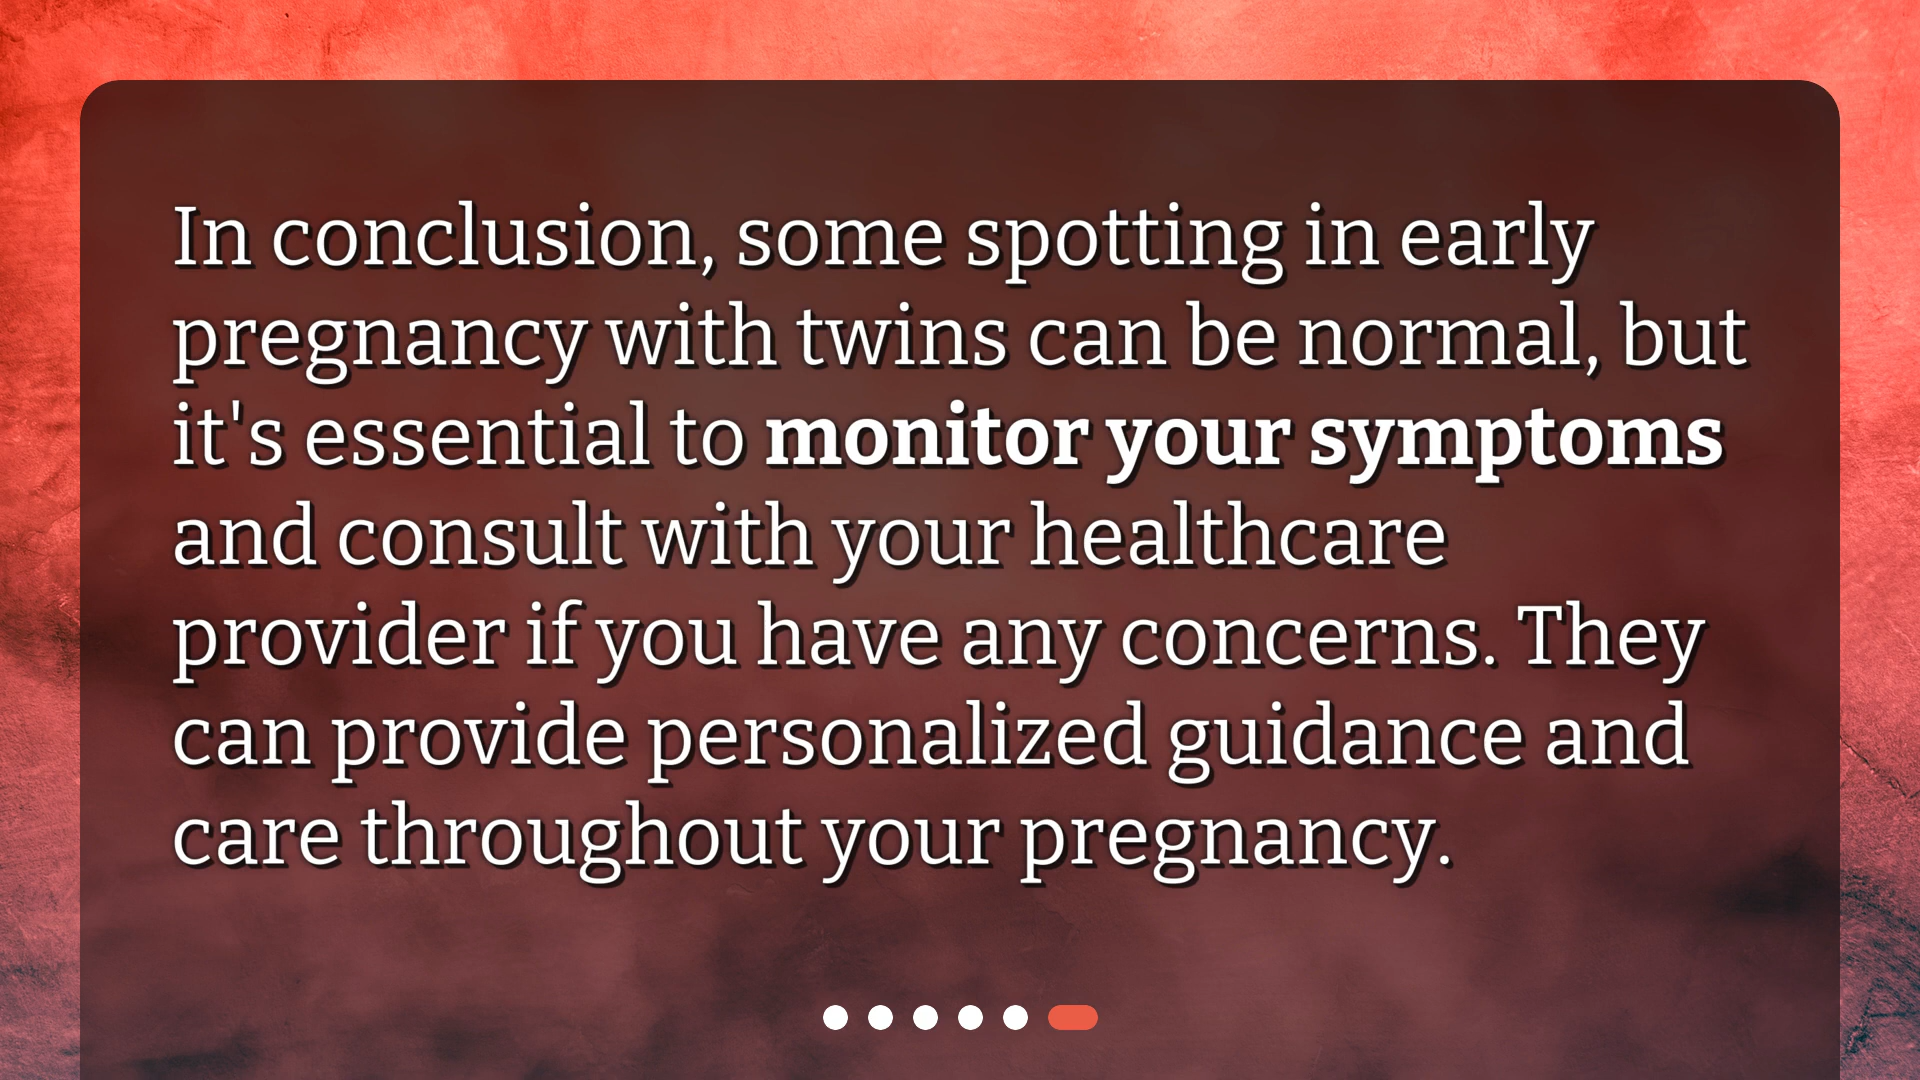 In conclusion, some spotting in early
pregnancy with twins can be normal, but
it's essential to monitor your symptoms
and consult with your healthcare
provider if you have any concerns. They
can provide personalized guidance and
care throughout your pregnancy.